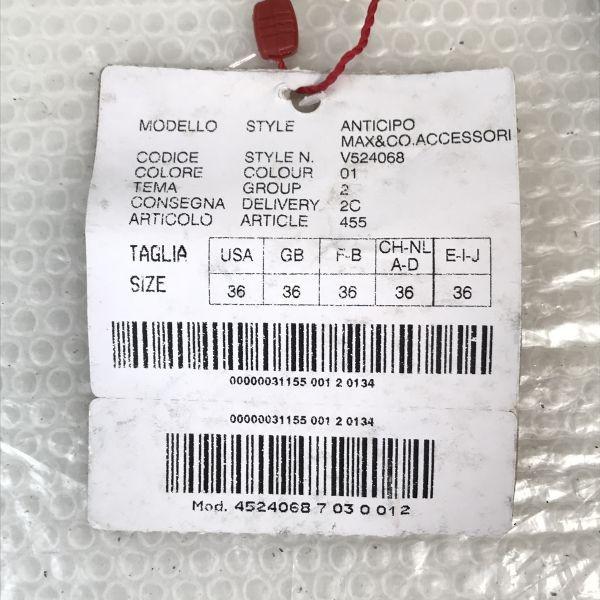 MODELLO STYLE ANTICIPO
MAX&CO.ACCESSORI
CODICE STYLE N. V524068
COLORE COLOUR 01
TEMA GROUP 2
CONSEGNA DELIVERY 2C
ARTICOLO ARTICLE 455
TAGLIA USA GB F-B CH-NL A-D E-I-J
SIZE 36 36 36 36 36
00000031155 001 2 0134
00000031155 001 2 0134
Mod. 4524068 7 03 0 01 2